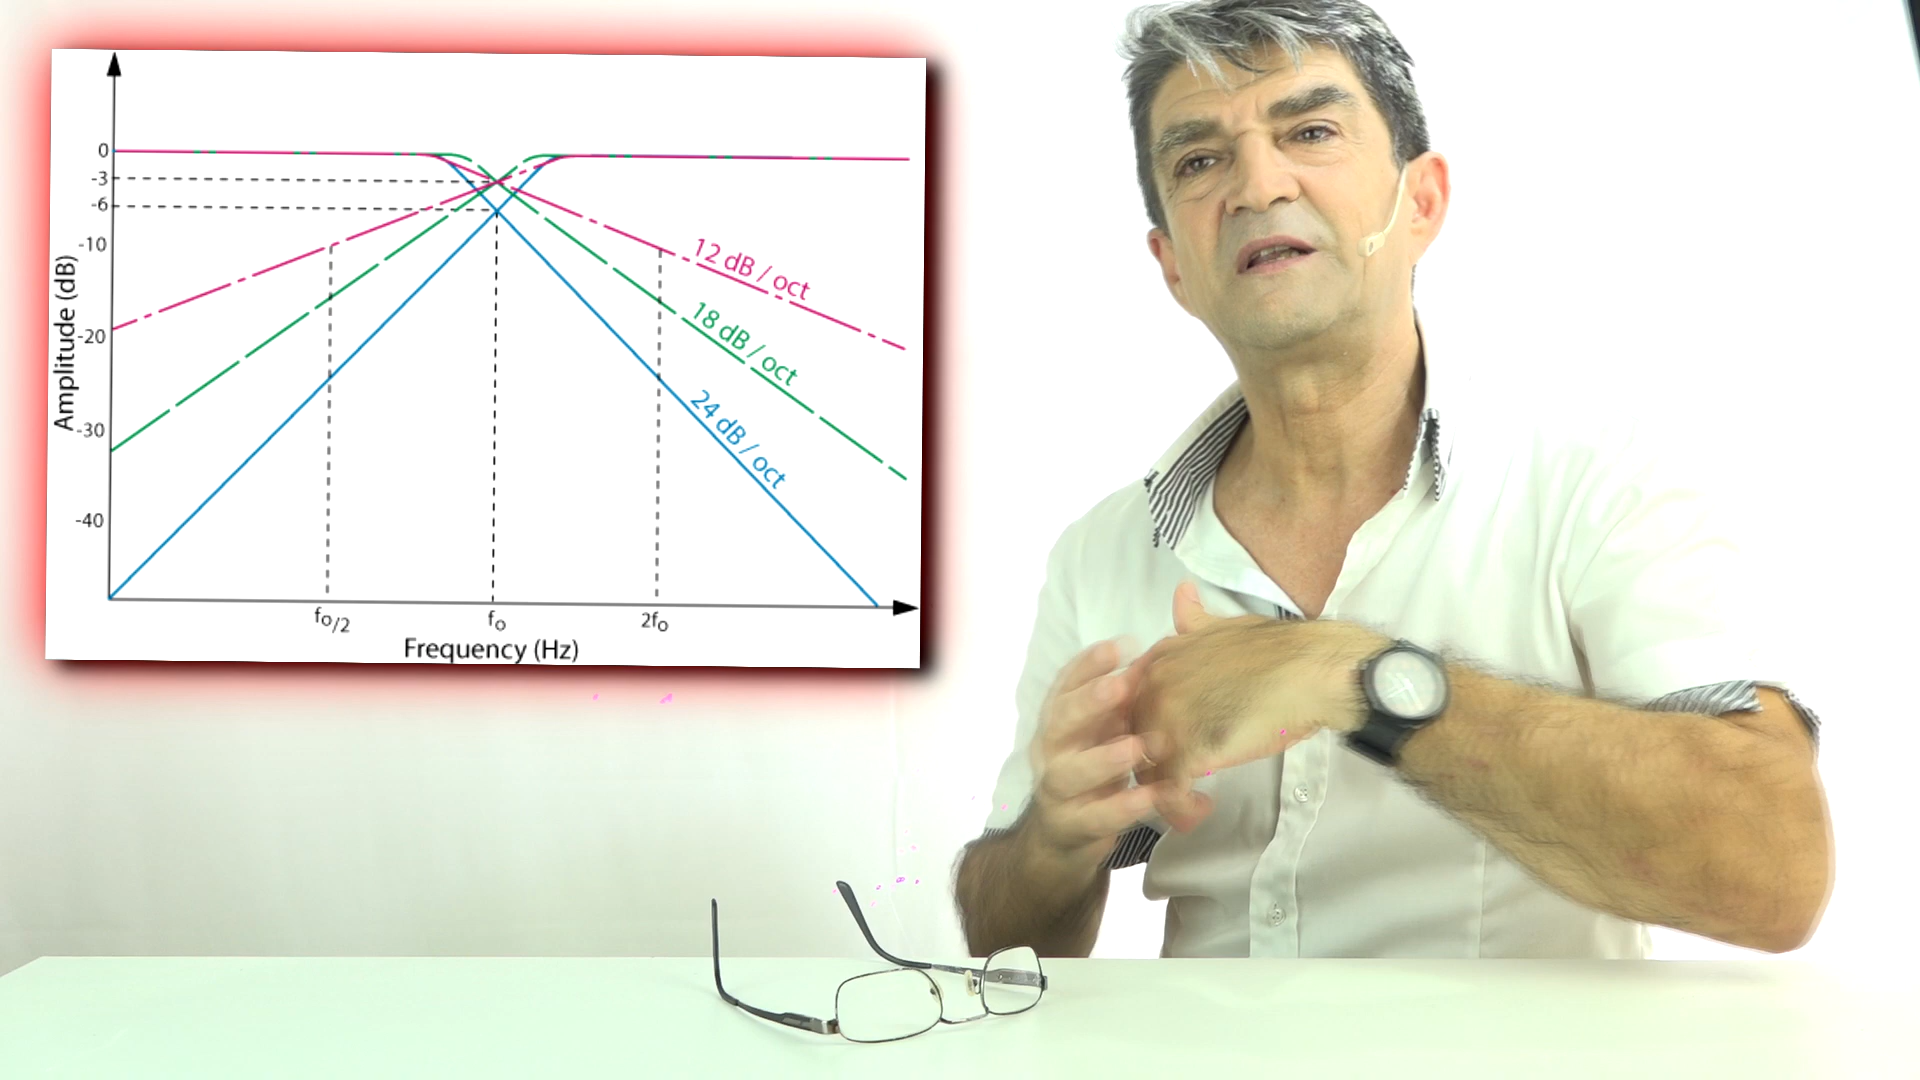 0
-3
-6
-10
-20
-30
-40
Amplitude (dB)
12 dB / oct
18 dB / oct
24 dB / oct
fo/2
fo
2fo
Frequency (Hz)